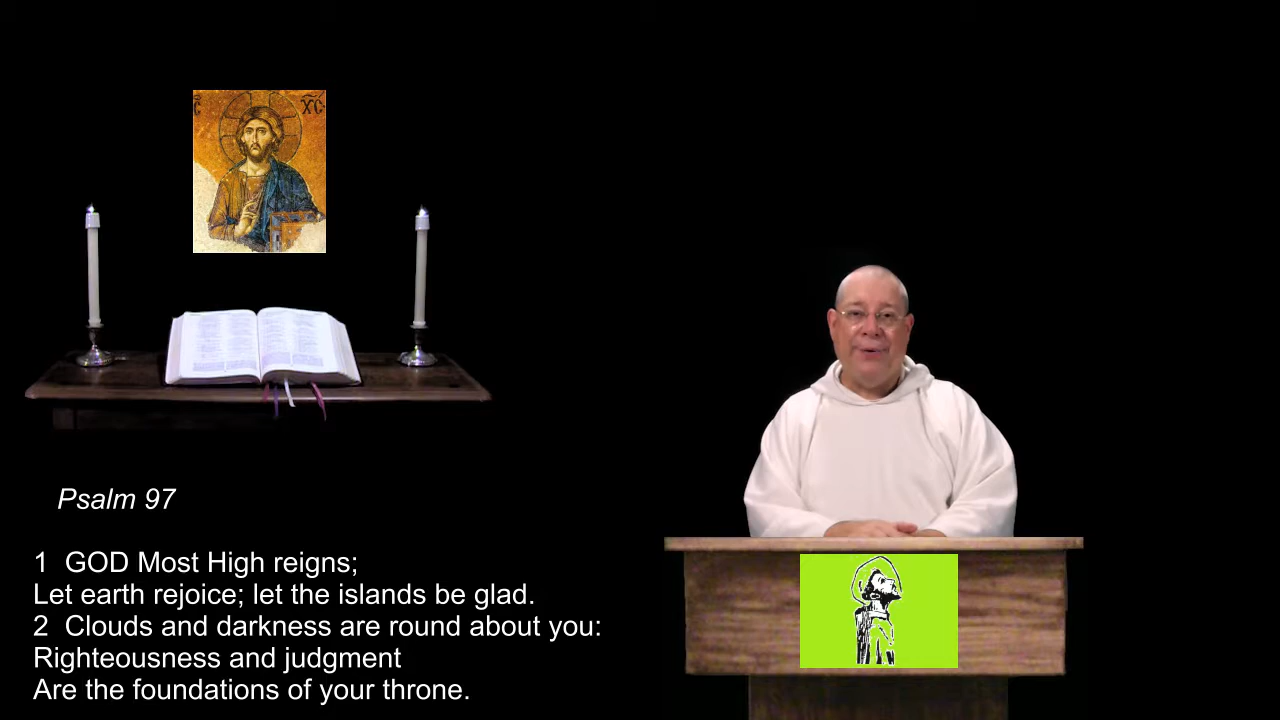 XC
Psalm 97
1 GOD Most High reigns;
Let earth rejoice; let the islands be glad.
2 Clouds and darkness are round about you:
Righteousness and judgment
Are the foundations of your throne.